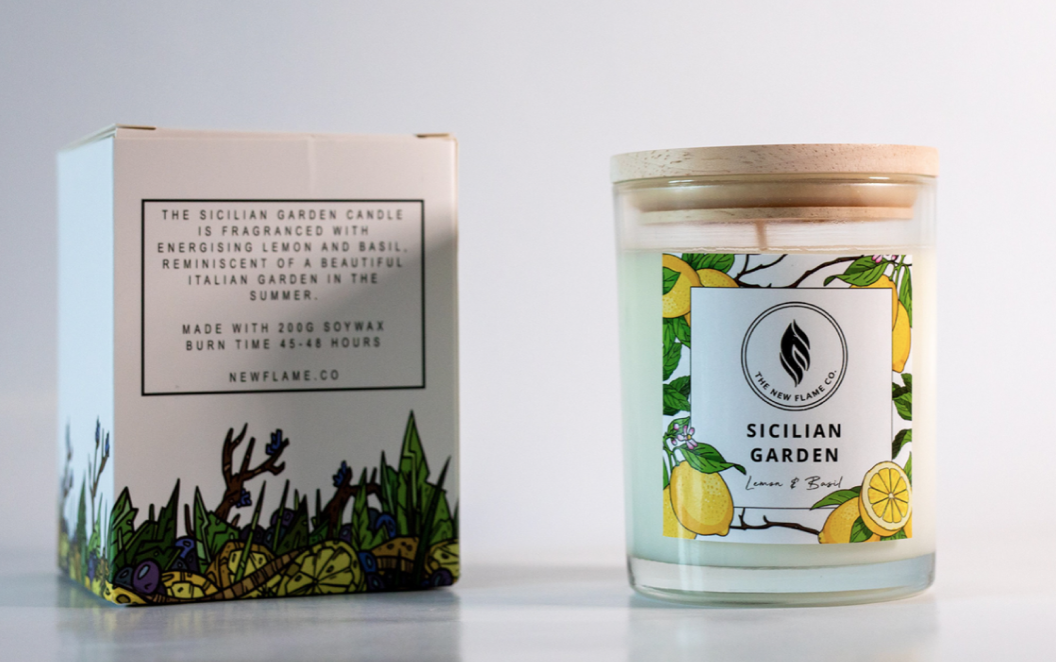 THE SICILIAN GARDEN CANDLE
IS FRAGRANCED WITH
ENERGISING LEMON AND BASIL,
REMINISCENT OF A BEAUTIFUL
ITALIAN GARDEN IN THE
SUMMER.
MADE WITH 200G SOYWAX
BURN TIME 45-48 HOURS
NEWFLAME.CO
THE NEW FLAME CO.
SICILIAN
GARDEN
Lemon & Basil